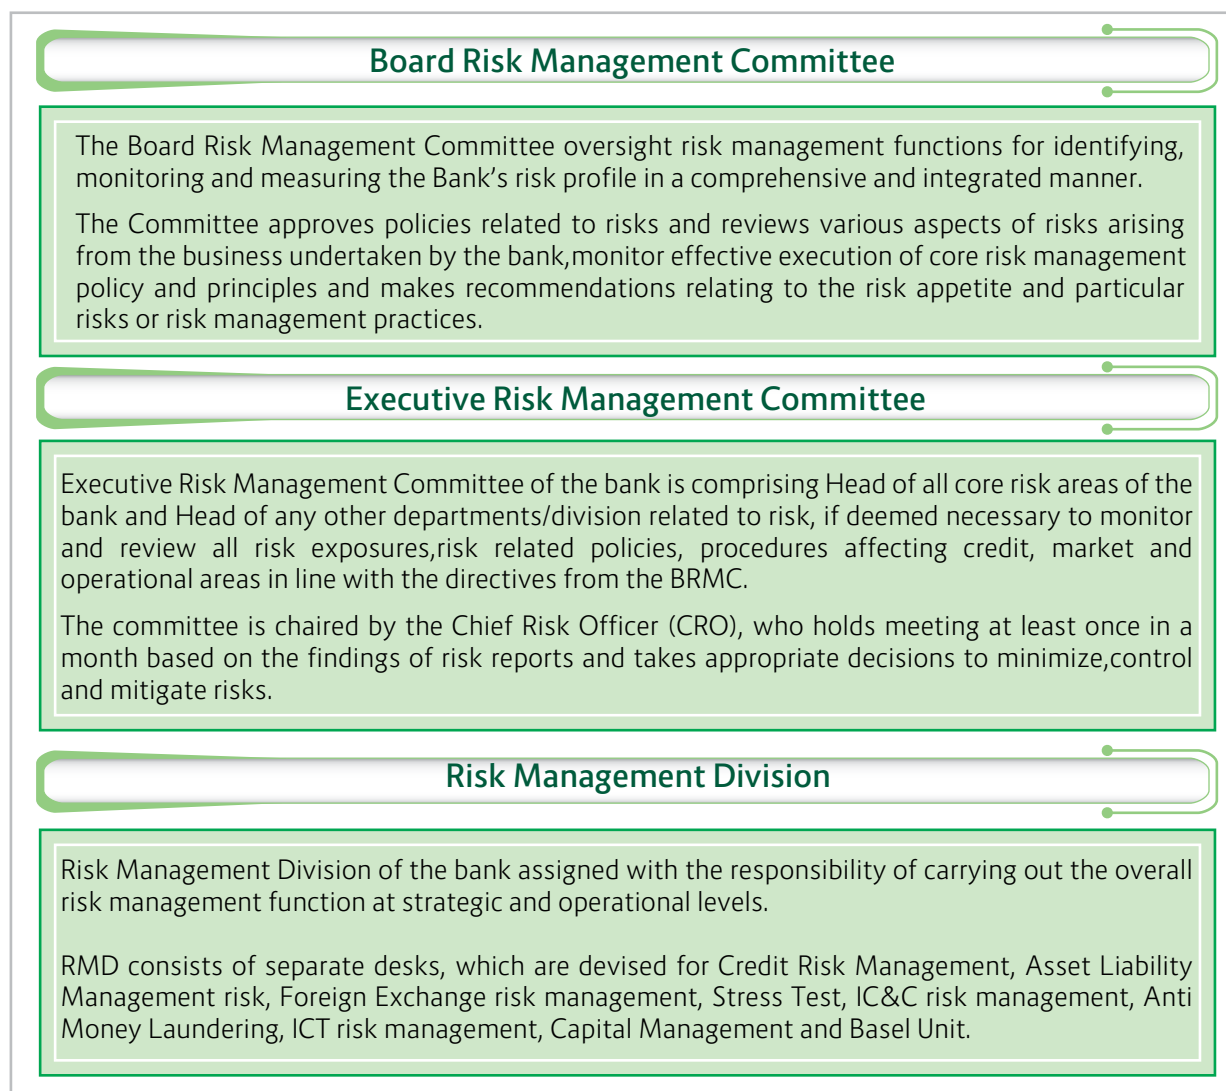 Board Risk Management Committee
The Board Risk Management Committee oversight risk management functions for identifying,
monitoring and measuring the Bank’s risk profile in a comprehensive and integrated manner.
The Committee approves policies related to risks and reviews various aspects of risks arising
from the business undertaken by the bank,monitor effective execution of core risk management
policy and principles and makes recommendations relating to the risk appetite and particular
risks or risk management practices.
Executive Risk Management Committee
Executive Risk Management Committee of the bank is comprising Head of all core risk areas of the
bank and Head of any other departments/division related to risk, if deemed necessary to monitor
and review all risk exposures,risk related policies, procedures affecting credit, market and
operational areas in line with the directives from the BRMC.
The committee is chaired by the Chief Risk Officer (CRO), who holds meeting at least once in a
month based on the findings of risk reports and takes appropriate decisions to minimize,control
and mitigate risks.
Risk Management Division
Risk Management Division of the bank assigned with the responsibility of carrying out the overall
risk management function at strategic and operational levels.
RMD consists of separate desks, which are devised for Credit Risk Management, Asset Liability
Management risk, Foreign Exchange risk management, Stress Test, IC&C risk management, Anti
Money Laundering, ICT risk management, Capital Management and Basel Unit.